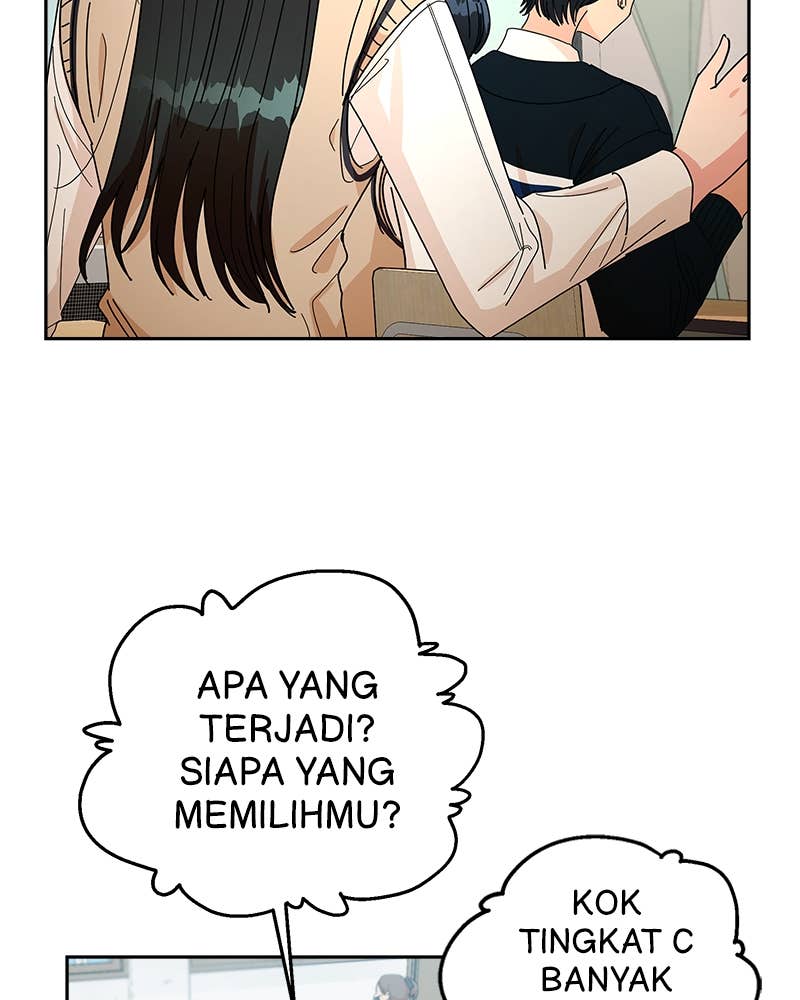 APA YANG
TERJADI?
SIAPA YANG
MEMILIHMU?
KOK
TINGKAT C
BANYAK